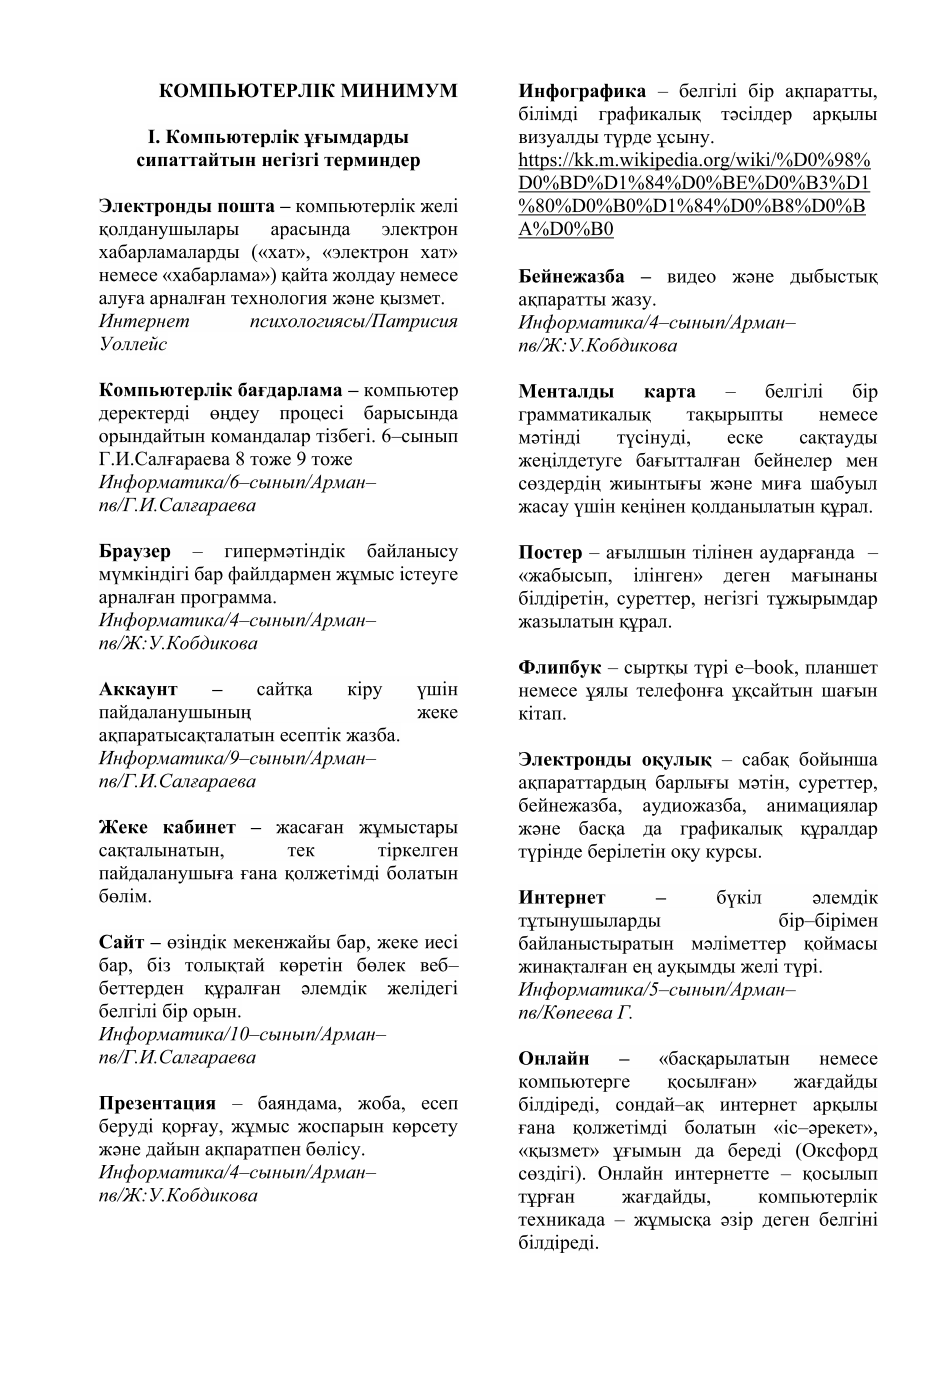 КОМПЬЮТЕРЛІК МИНИМУМ
I. Компьютерлік ұғымдарды
сипаттайтын негізгі терминдер
Электронды пошта – компьютерлік желі
қолданушылары арасында электрон
хабарламаларды («хат», «электрон хат»
немесе «хабарлама») қайта жолдау немесе
алуға арналған технология және қызмет.
Интернет психологиясы/Патрисия
Уоллейс
Компьютерлік бағдарлама – компьютер
деректерді өңдеу процесі барысында
орындайтын командалар тізбегі. 6–сынып
Г.И.Салғараева 8 тоже 9 тоже
Информатика/6–сынып/Арман–
пв/Г.И.Салғараева
Браузер – гипермәтіндік байланысу
мүмкіндігі бар файлдармен жұмыс істеуге
арналған программа.
Информатика/4–сынып/Арман–
пв/Ж:У.Кобдикова
Аккаунт – сайтқа кіру үшін
пайдаланушының жеке
ақпаратысақталатын есептік жазба.
Информатика/9–сынып/Арман–
пв/Г.И.Салғараева
Жеке кабинет – жасаған жұмыстары
сақталынатын, тек тіркелген
пайдаланушыға ғана қолжетімді болатын
бөлім.
Сайт – өзіндік мекенжайы бар, жеке иесі
бар, біз толықтай көретін бөлек веб–
беттерден құралған әлемдік желідегі
белгілі бір орын.
Информатика/10–сынып/Арман–
пв/Г.И.Салғараева
Презентация – баяндама, жоба, есеп
беруді қорғау, жұмыс жоспарын көрсету
және дайын ақпаратпен бөлісу.
Информатика/4–сынып/Арман–
пв/Ж:У.Кобдикова
Инфографика – белгілі бір ақпаратты,
білімді графикалық тәсілдер арқылы
визуалды түрде ұсыну.
https://kk.m.wikipedia.org/wiki/%D0%98%
D0%BD%D1%84%D0%BE%D0%B3%D1
%80%D0%B0%D1%84%D0%B8%D0%B
A%D0%B0
Бейнежазба – видео және дыбыстық
ақпаратты жазу.
Информатика/4–сынып/Арман–
пв/Ж:У.Кобдикова
Менталды карта – белгілі бір
грамматикалық тақырыпты немесе
мәтінді түсінуді, еске сақтауды
жеңілдетуге бағытталған бейнелер мен
сөздердің жиынтығы және миға шабуыл
жасау үшін кеңінен қолданылатын құрал.
Постер – ағылшын тілінен аударғанда –
«жабысып, ілінген» деген мағынаны
білдіретін, суреттер, негізгі тұжырымдар
жазылатын құрал.
Флипбук – сыртқы түрі e–book, планшет
немесе ұялы телефонға ұқсайтын шағын
кітап.
Электронды оқулық – сабақ бойынша
ақпараттардың барлығы мәтін, суреттер,
бейнежазба, аудиожазба, анимациялар
және басқа да графикалық құралдар
түрінде берілетін оқу курсы.
Интернет – бүкіл әлемдік
тұтынушыларды бір–бірімен
байланыстыратын мәліметтер қоймасы
жинақталған ең ауқымды желі түрі.
Информатика/5–сынып/Арман–
пв/Көпеева Г.
Онлайн – «басқарылатын немесе
компьютерге қосылған» жағдайды
білдіреді, сондай–ақ интернет арқылы
ғана қолжетімді болатын «іс–әрекет»,
«қызмет» ұғымын да береді (Оксфорд
сөздігі). Онлайн интернетте – қосылып
тұрған жағдайды, компьютерлік
техникада – жұмысқа әзір деген белгіні
білдіреді.